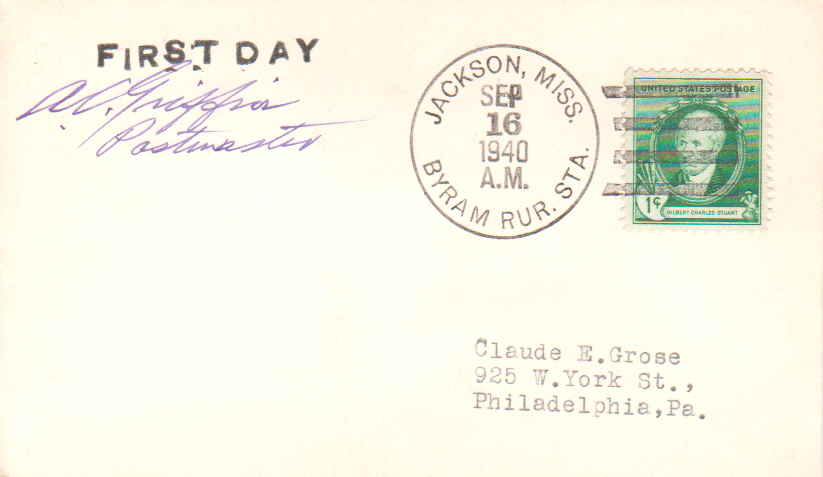 FIRST DAY
A.C. Griffin
Postmaster
JACKSON, MISS.
SEP
16
1940
A.M.
BYRAM RUR. STA.
UNITED STATES POSTAGE
1¢
GILBERT CHARLES STUART
Claude E.Grose
925 W.York St.,
Philadelphia,Pa.